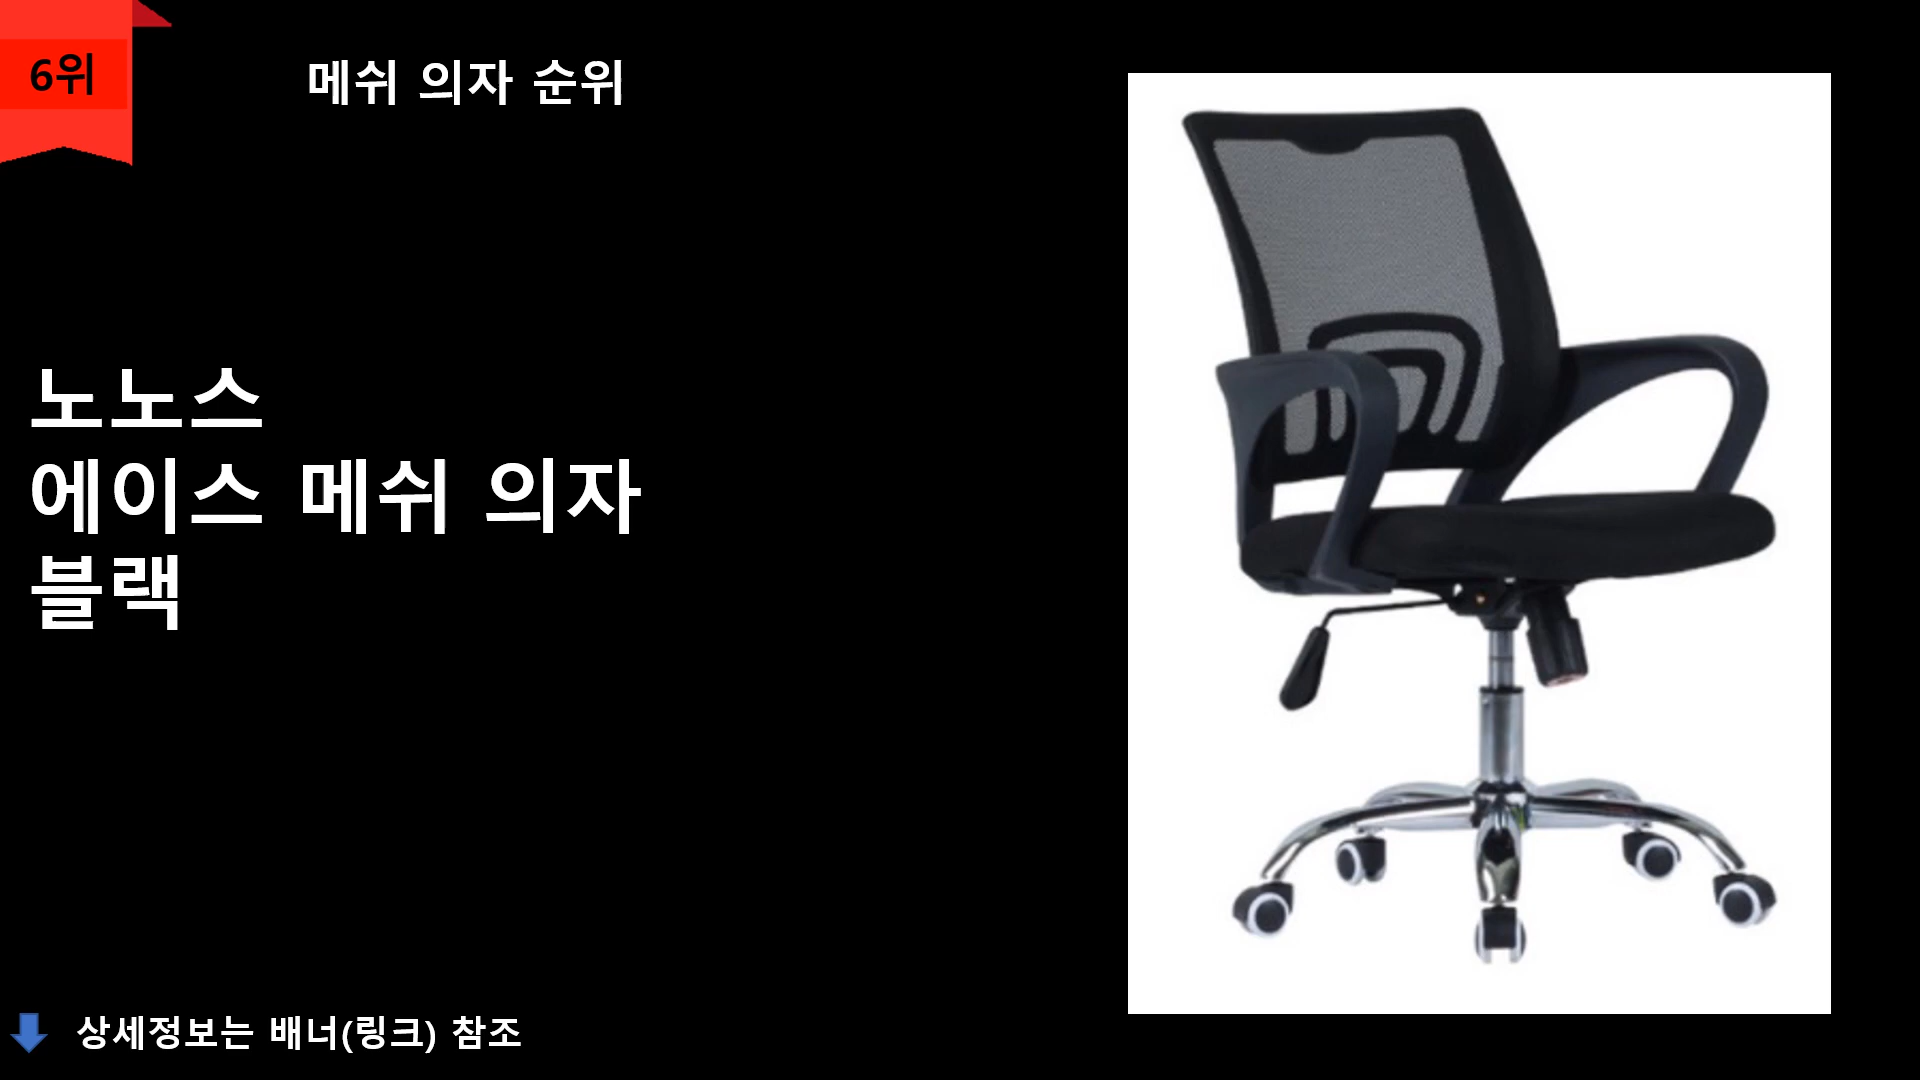 6위
메쉬 의자 순위
노노스
에이스 메쉬 의자
블랙
상세정보는 배너(링크) 참조